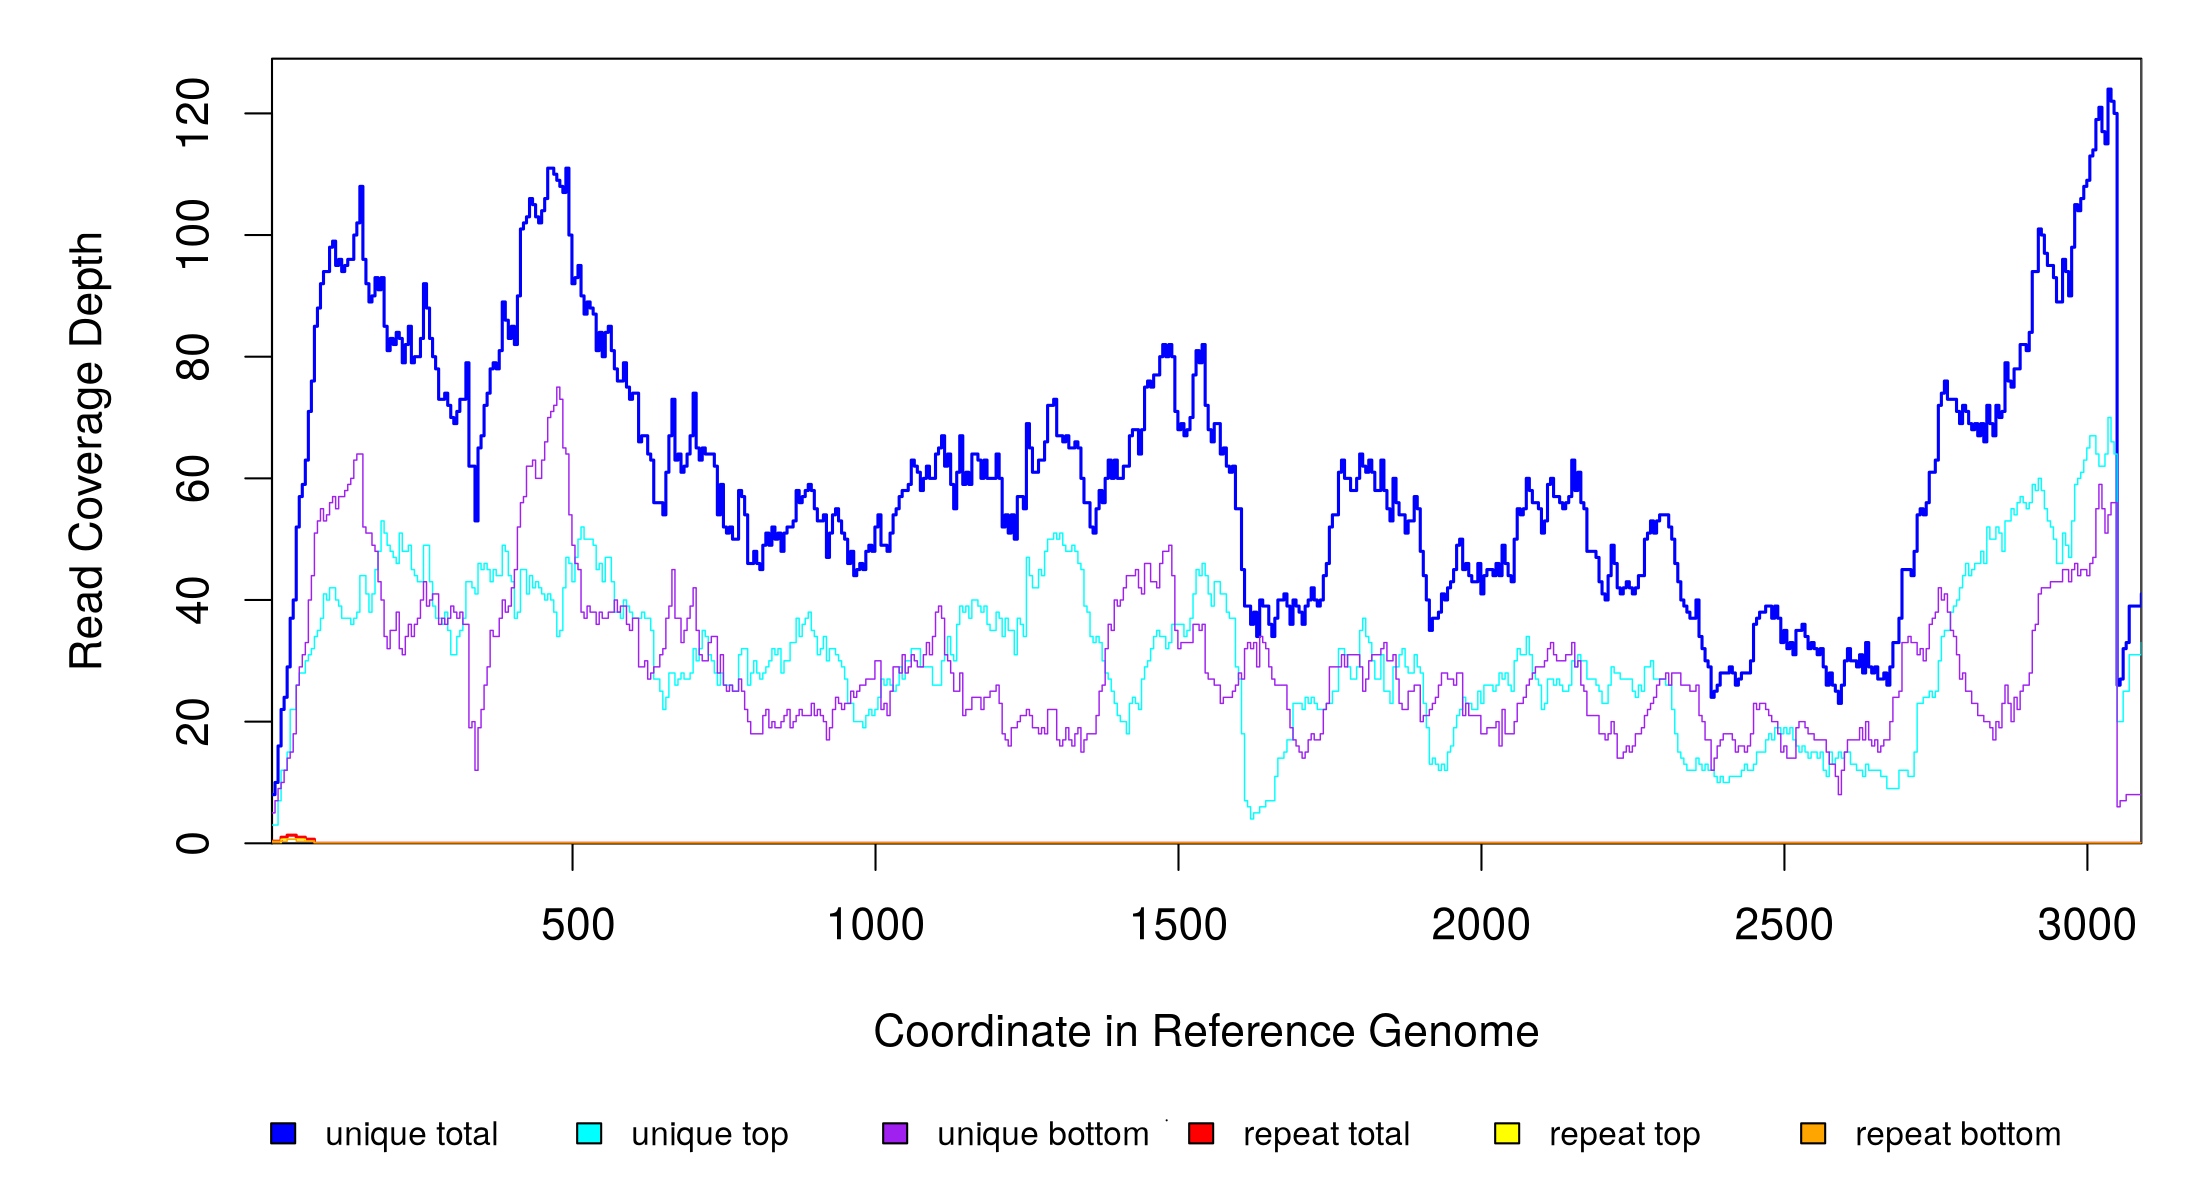 120
100
80
60
40
20
0
Read Coverage Depth
500 1000 1500 2000 2500 3000
Coordinate in Reference Genome
unique total unique top unique bottom repeat total repeat top repeat bottom